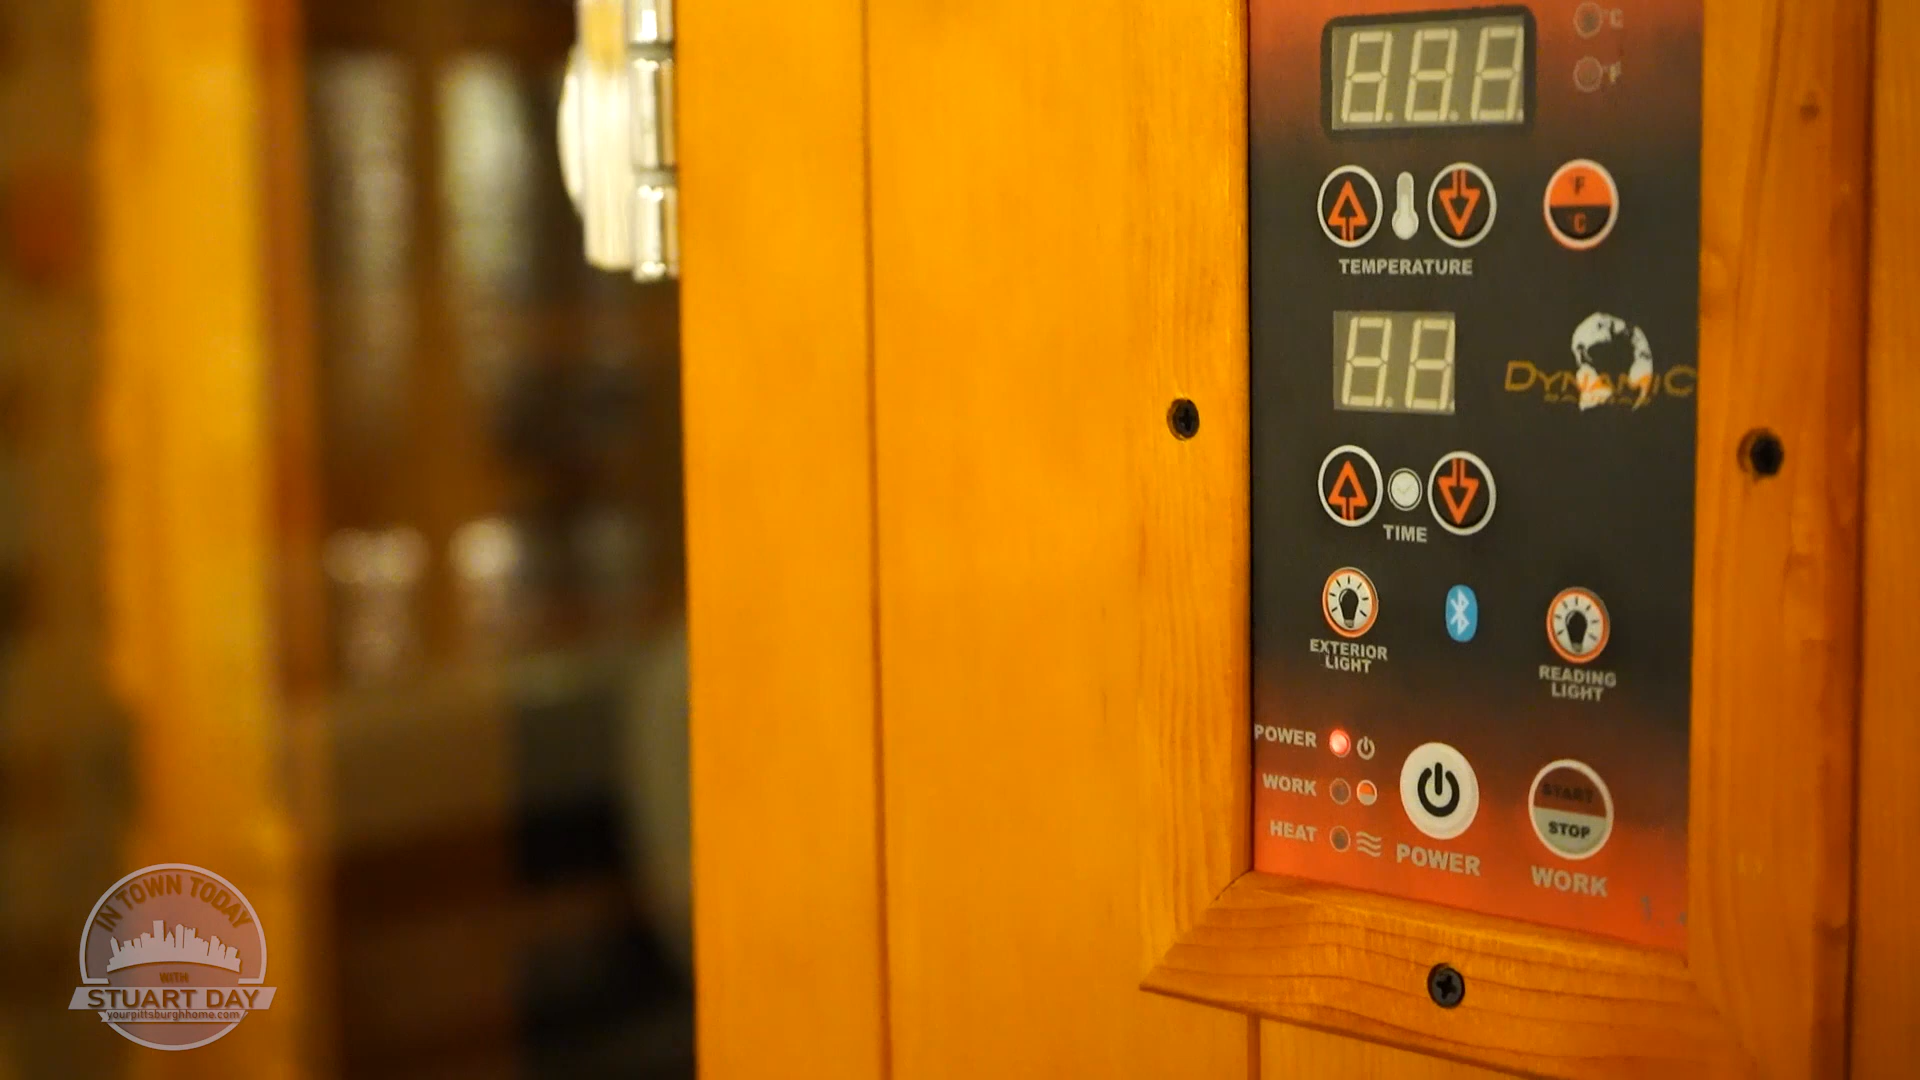 °C
°F
F
°C
TEMPERATURE
DYNAMIC
TIME
EXTERIOR
LIGHT
READING
LIGHT
POWER
WORK
HEAT
POWER
START
STOP
WORK
IN TOWN TODAY
WITH
STUART DAY
yourpittsburghhome.com